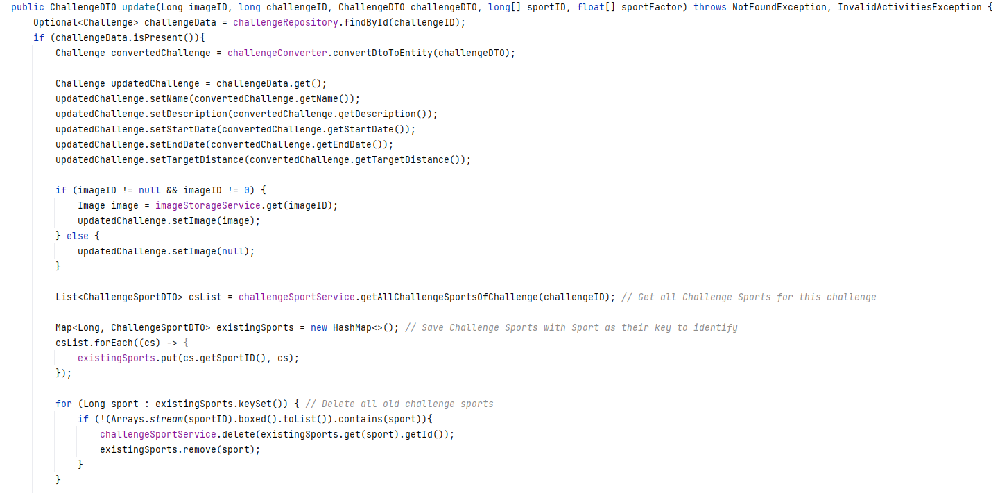 public ChallengeDTO update(Long imageID, long challengeID, ChallengeDTO challengeDTO, long[] sportID, float[] sportFactor) throws NotFoundException, InvalidActivitiesException {
    Optional<Challenge> challengeData = challengeRepository.findById(challengeID);
    if (challengeData.isPresent()){
        Challenge convertedChallenge = challengeConverter.convertDtoToEntity(challengeDTO);

        Challenge updatedChallenge = challengeData.get();
        updatedChallenge.setName(convertedChallenge.getName());
        updatedChallenge.setDescription(convertedChallenge.getDescription());
        updatedChallenge.setStartDate(convertedChallenge.getStartDate());
        updatedChallenge.setEndDate(convertedChallenge.getEndDate());
        updatedChallenge.setTargetDistance(convertedChallenge.getTargetDistance());

        if (imageID != null && imageID != 0) {
            Image image = imageStorageService.get(imageID);
            updatedChallenge.setImage(image);
        } else {
            updatedChallenge.setImage(null);
        }

        List<ChallengeSportDTO> csList = challengeSportService.getAllChallengeSportsOfChallenge(challengeID); // Get all Challenge Sports for this challenge

        Map<Long, ChallengeSportDTO> existingSports = new HashMap<>(); // Save Challenge Sports with Sport as their key to identify
        csList.forEach((cs) -> {
            existingSports.put(cs.getSportID(), cs);
        });

        for (Long sport : existingSports.keySet()) { // Delete all old challenge sports
            if (!(Arrays.stream(sportID).boxed().toList()).contains(sport)){
                challengeSportService.delete(existingSports.get(sport).getId());
                existingSports.remove(sport);
            }
        }